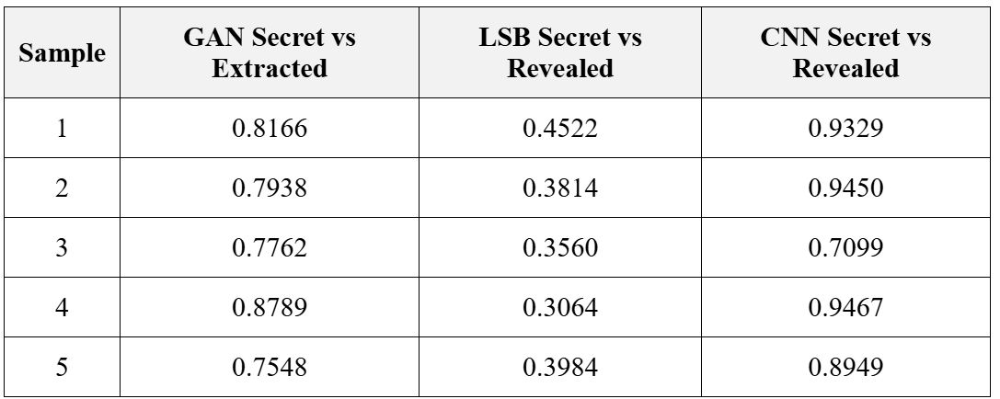 Sample GAN Secret vs Extracted LSB Secret vs Revealed CNN Secret vs Revealed
1 0.8166 0.4522 0.9329
2 0.7938 0.3814 0.9450
3 0.7762 0.3560 0.7099
4 0.8789 0.3064 0.9467
5 0.7548 0.3984 0.8949